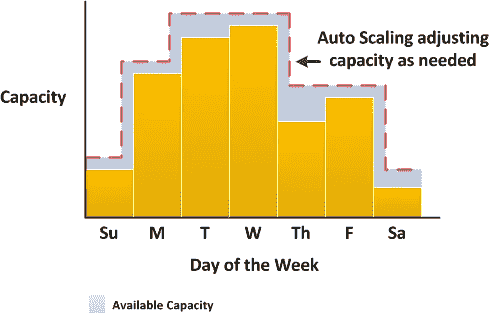 Auto Scaling adjusting
capacity as needed
Capacity
Su M T W Th F Sa
Day of the Week
Available Capacity